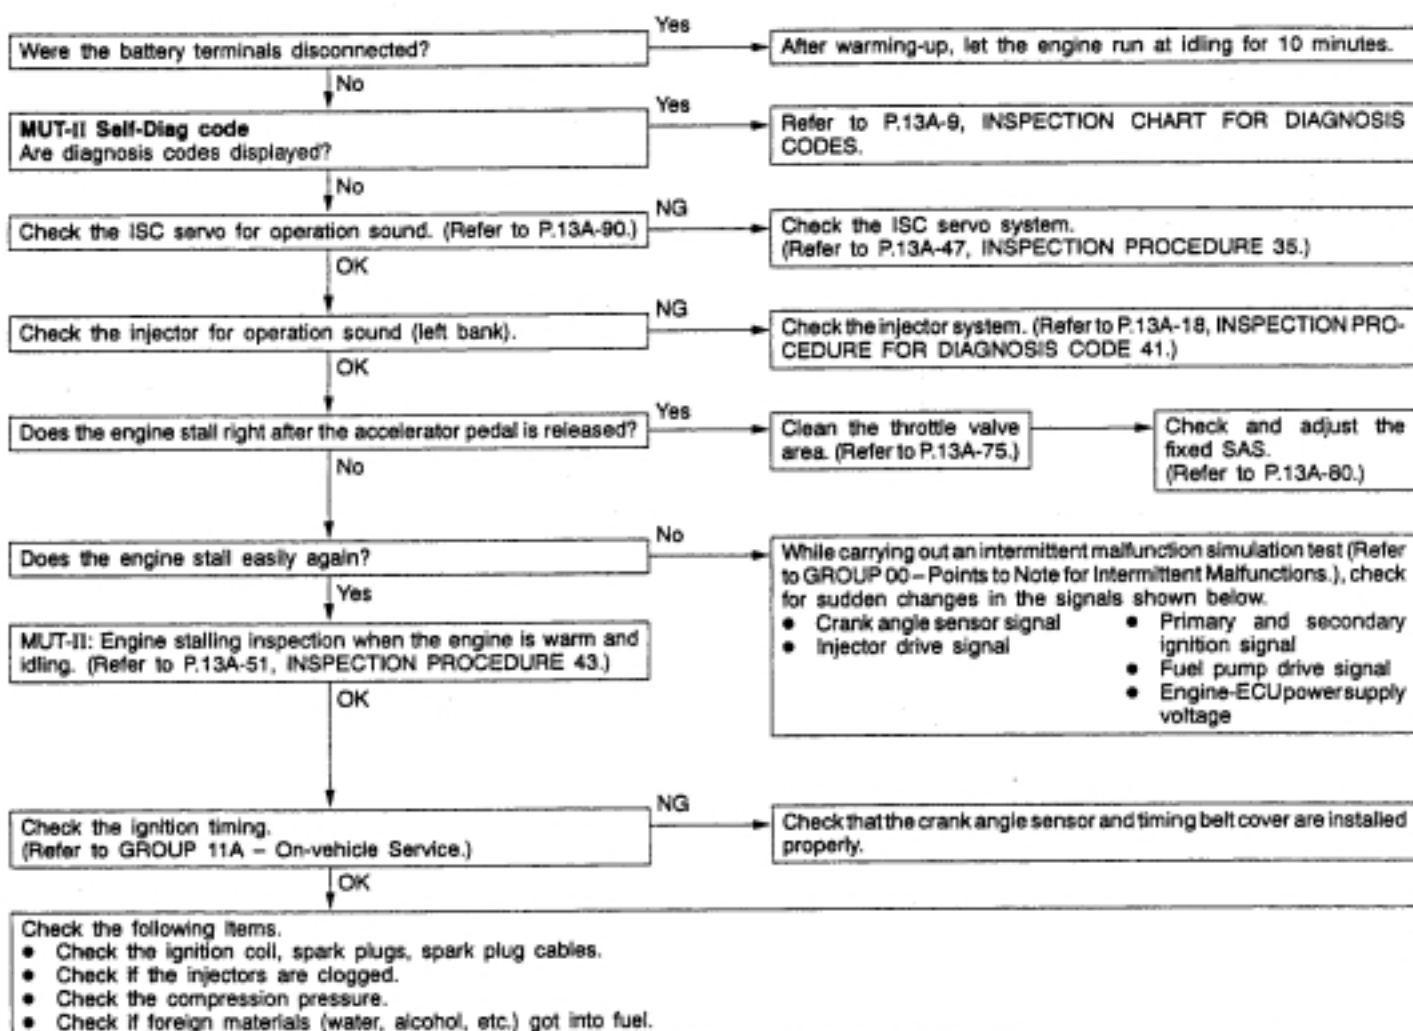 Yes
Were the battery terminals disconnected?
After warming-up, let the engine run at idling for 10 minutes.
No
Yes
MUT-II Self-Diag code
Are diagnosis codes displayed?
Refer to P.13A-9, INSPECTION CHART FOR DIAGNOSIS
CODES.
No
NG
Check the ISC servo for operation sound. (Refer to P.13A-90.)
Check the ISC servo system.
(Refer to P.13A-47, INSPECTION PROCEDURE 35.)
OK
NG
Check the injector for operation sound (left bank).
Check the injector system. (Refer to P.13A-18, INSPECTION PRO-
CEDURE FOR DIAGNOSIS CODE 41.)
OK
Yes
Does the engine stall right after the accelerator pedal is released?
Clean the throttle valve
area. (Refer to P.13A-75.)
Check and adjust the
fixed SAS.
(Refer to P.13A-80.)
No
No
Does the engine stall easily again?
While carrying out an intermittent malfunction simulation test (Refer
to GROUP 00 – Points to Note for Intermittent Malfunctions.), check
for sudden changes in the signals shown below.
● Crank angle sensor signal
● Injector drive signal
● Primary and secondary
ignition signal
● Fuel pump drive signal
● Engine-ECU power supply
voltage
Yes
MUT-II: Engine stalling inspection when the engine is warm and
idling. (Refer to P.13A-51, INSPECTION PROCEDURE 43.)
OK
NG
Check the ignition timing.
(Refer to GROUP 11A – On-vehicle Service.)
Check that the crank angle sensor and timing belt cover are installed
properly.
OK
Check the following items.
● Check the ignition coil, spark plugs, spark plug cables.
● Check if the injectors are clogged.
● Check the compression pressure.
● Check if foreign materials (water, alcohol, etc.) got into fuel.